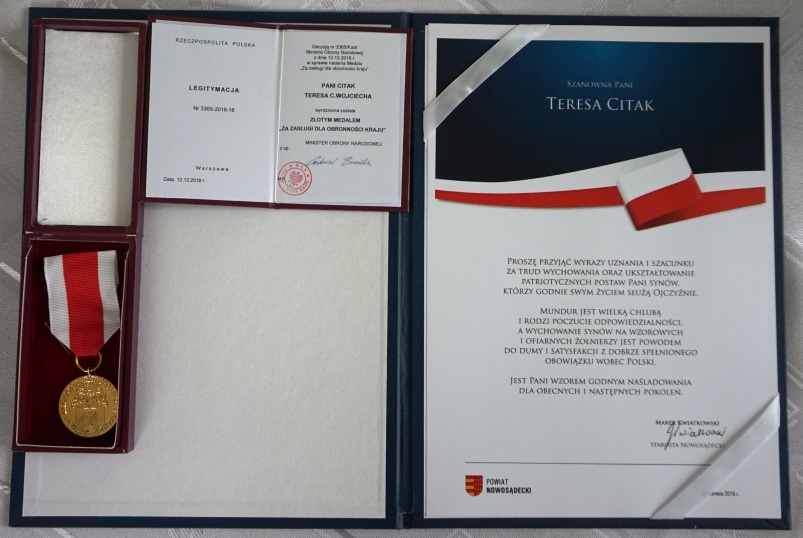 RZECZPOSPOLITA POLSKA
LEGITYMACJA
Nr 3365-2018-18
Warszawa
Data 12.12.2018 r.
Decyzją nr 3365/Kadr
Ministra Obrony Narodowej
z dnia 12.12.2018 r.
w sprawie nadania Medalu
„Za zasługi dla obronności kraju"
PANI CITAK
TERESA C.WOJCIECHA
wyróżniona została
ZŁOTYM MEDALEM
„ZA ZASŁUGI DLA OBRONNOŚCI KRAJU"
MINISTER OBRONY NARODOWEJ
z up.
SZANOWNA PANI
TERESA CITAK
PROSZĘ PRZYJĄĆ WYRAZY UZNANIA I SZACUNKU
ZA TRUD WYCHOWANIA ORAZ UKSZTAŁTOWANIE
PATRIOTYCZNYCH POSTAW PANI SYNÓW,
KTÓRZY GODNIE SWYM ŻYCIEM SŁUŻĄ OJCZYŹNIE.
MUNDUR JEST WIELKĄ CHLUBĄ
I RODZI POCZUCIE ODPOWIEDZIALNOŚCI,
A WYCHOWANIE SYNÓW NA WZOROWYCH
I OFIARNYCH ŻOŁNIERZY JEST POWODEM
DO DUMY I SATYSFAKCJI Z DOBRZE SPEŁNIONEGO
OBOWIĄZKU WOBEC POLSKI.
JEST PANI WZOREM GODNYM NAŚLADOWANIA
DLA OBECNYCH I NASTĘPNYCH POKOLEŃ.
MAREK KWIATKOWSKI
STAROSTA NOWOSĄDECKI
POWIAT
NOWOSĄDECKI
2019 r.